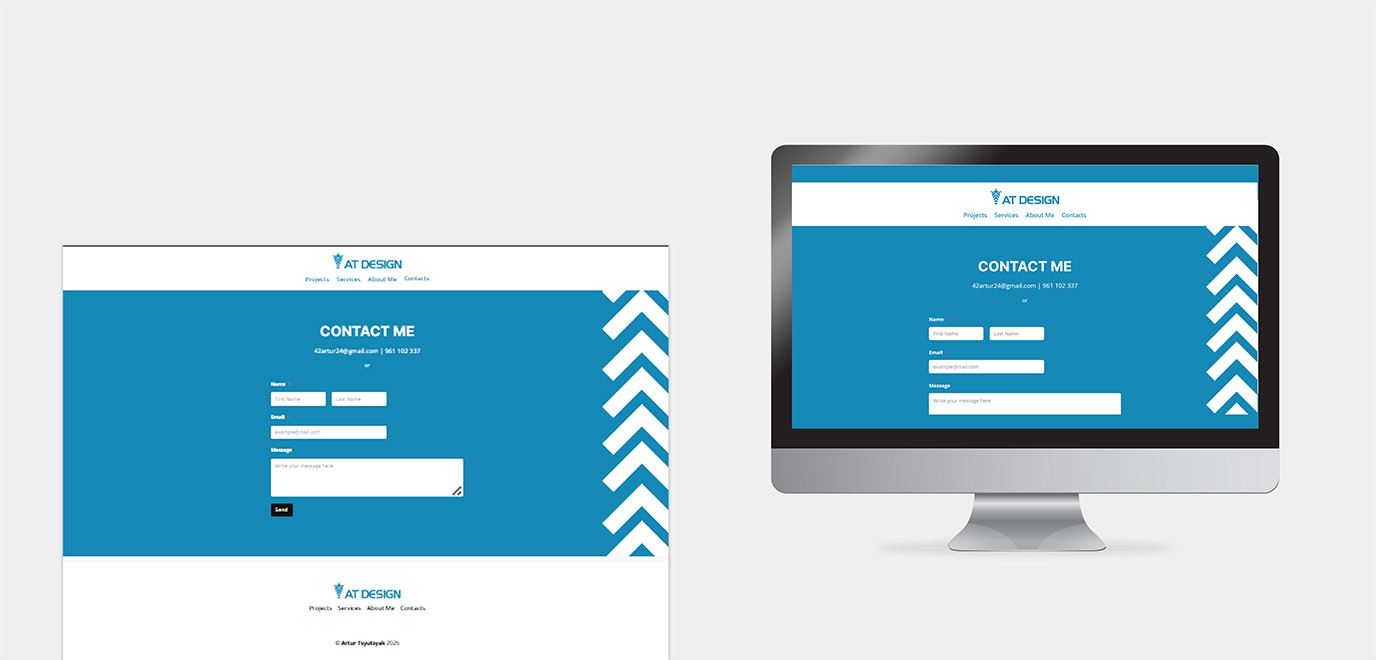 AT DESIGN
Projects Services About Me Contacts
CONTACT ME
42artur24@gmail.com | 961 102 337
or
Name *
First Name Last Name
Email *
example@mail.com
Message
Write your message here
Send
AT DESIGN
Projects Services About Me Contacts
© Artur Tsyutsyak 2025
AT DESIGN
Projects Services About Me Contacts
CONTACT ME
42artur24@gmail.com | 961 102 337
or
Name *
First Name Last Name
Email
example@mail.com
Message
Write your message here